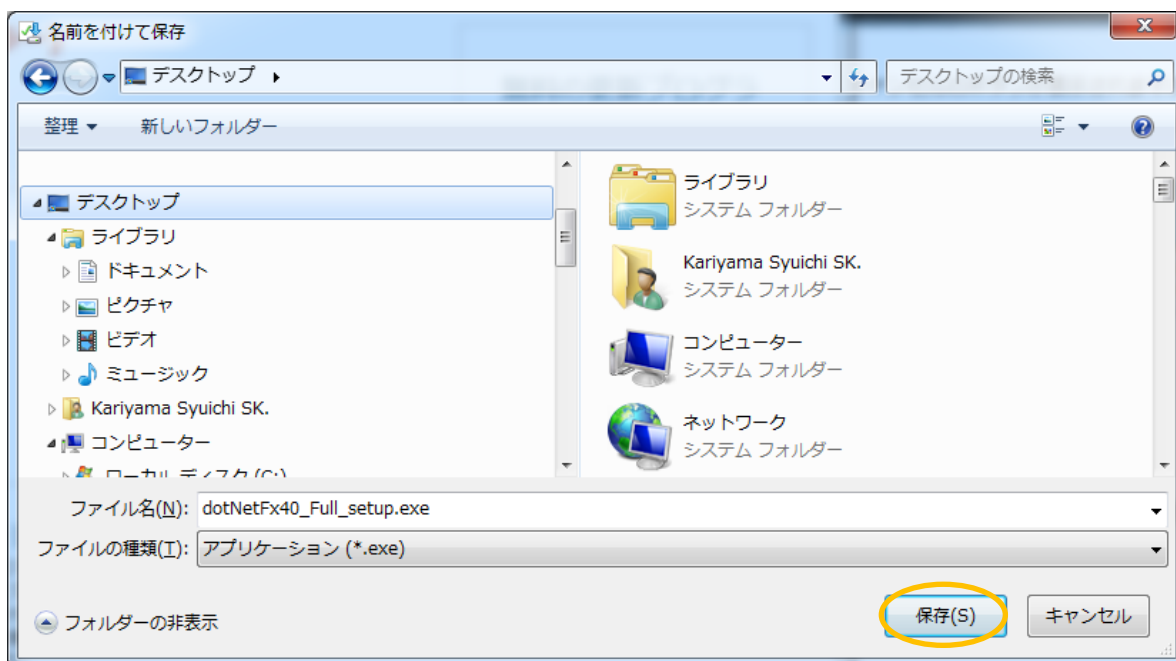 名前を付けて保存
デスクトップ
デスクトップの検索
整理
新しいフォルダー
デスクトップ
ライブラリ
ドキュメント
ピクチャ
ビデオ
ミュージック
Kariyama Syuichi SK.
コンピューター
ローカル ディスク (C:)
ライブラリ
システム フォルダー
Kariyama Syuichi SK.
システム フォルダー
コンピューター
システム フォルダー
ネットワーク
システム フォルダー
ファイル名(N): dotNetFx40_Full_setup.exe
ファイルの種類(T): アプリケーション (*.exe)
フォルダーの非表示
保存(S)
キャンセル